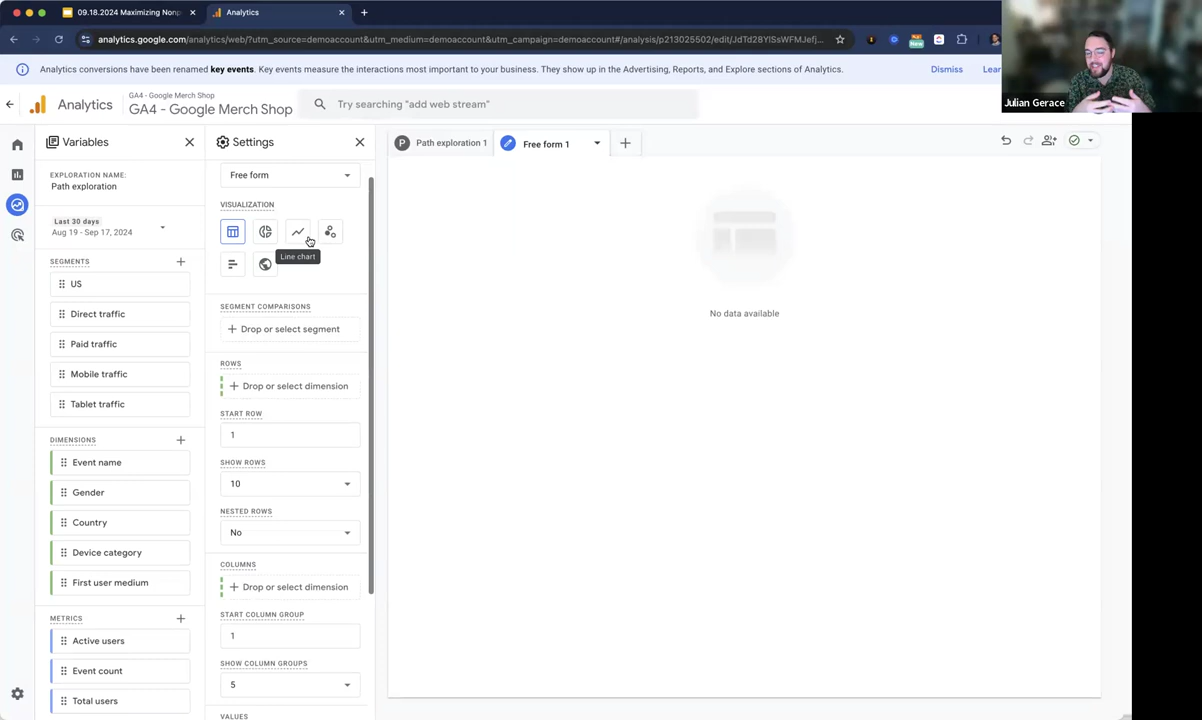 09.18.2024 Maximizing Nonp
Analytics
analytics.google.com/analytics/web/?utm_source=demoaccount&utm_medium=demoaccount&utm_campaign=demoaccount#/analysis/p213025502/edit/JdTd28YlSsWFMJefj...
New
Analytics conversions have been renamed key events. Key events measure the interactions most important to your business. They show up in the Advertising, Reports, and Explore sections of Analytics.
Dismiss
Lear
Julian Gerace
Analytics
GA4 - Google Merch Shop
GA4 - Google Merch Shop
Try searching "add web stream"
Variables
EXPLORATION NAME:
Path exploration
Last 30 days
Aug 19 - Sep 17, 2024
SEGMENTS
US
Direct traffic
Paid traffic
Mobile traffic
Tablet traffic
DIMENSIONS
Event name
Gender
Country
Device category
First user medium
METRICS
Active users
Event count
Total users
Settings
Free form
VISUALIZATION
Line chart
SEGMENT COMPARISONS
Drop or select segment
ROWS
Drop or select dimension
START ROW
1
SHOW ROWS
10
NESTED ROWS
No
COLUMNS
Drop or select dimension
START COLUMN GROUP
1
SHOW COLUMN GROUPS
5
VALUES
P
Path exploration 1
Free form 1
No data available